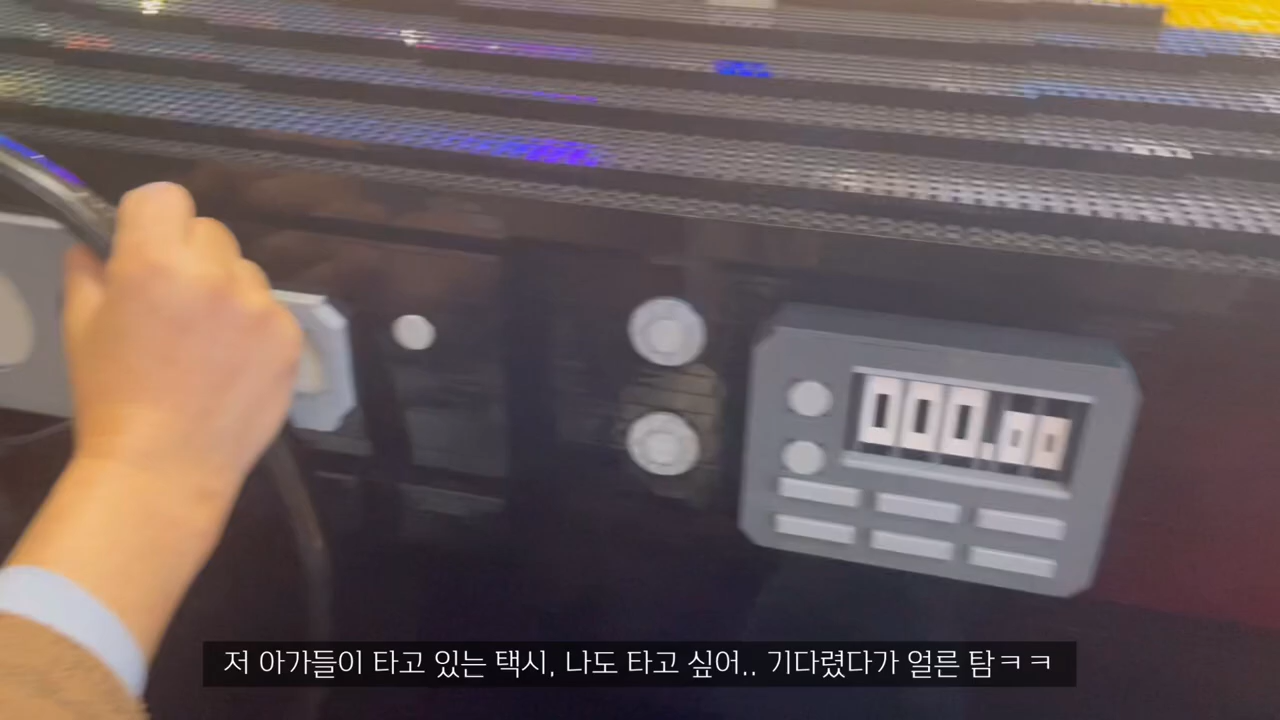 000.00
저 아가들이 타고 있는 택시, 나도 타고 싶어.. 기다렸다가 얼른 탐ㅋㅋ